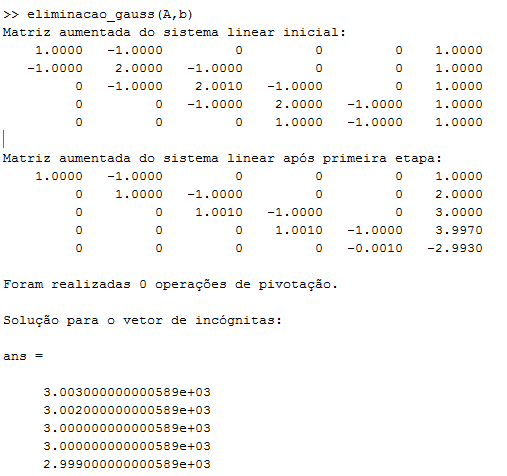 >> eliminacao_gauss(A,b)
Matriz aumentada do sistema linear inicial:
1.0000 -1.0000 0 0 0 1.0000
-1.0000 2.0000 -1.0000 0 0 1.0000
0 -1.0000 2.0010 -1.0000 0 1.0000
0 0 -1.0000 2.0000 -1.0000 1.0000
0 0 0 1.0000 -1.0000 1.0000
Matriz aumentada do sistema linear após primeira etapa:
1.0000 -1.0000 0 0 0 1.0000
0 1.0000 -1.0000 0 0 2.0000
0 0 1.0010 -1.0000 0 3.0000
0 0 0 1.0010 -1.0000 3.9970
0 0 0 0 -0.0010 -2.9930
Foram realizadas 0 operações de pivotação.
Solução para o vetor de incógnitas:
ans =
3.003000000000589e+03
3.002000000000589e+03
3.000000000000589e+03
3.000000000000589e+03
2.999000000000589e+03